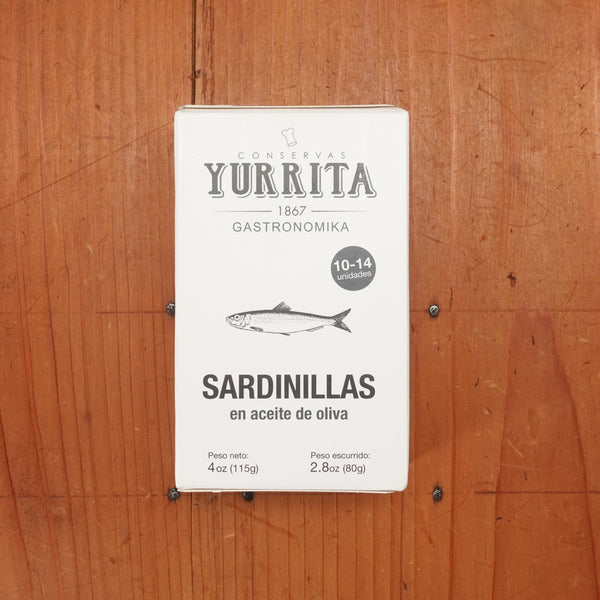 CONSERVAS
YURRITA
1867
GASTRONOMIKA
10-14
unidades
SARDINILLAS
en aceite de oliva
Peso neto:
4oz (115g)
Peso escurrido:
2.8oz (80g)